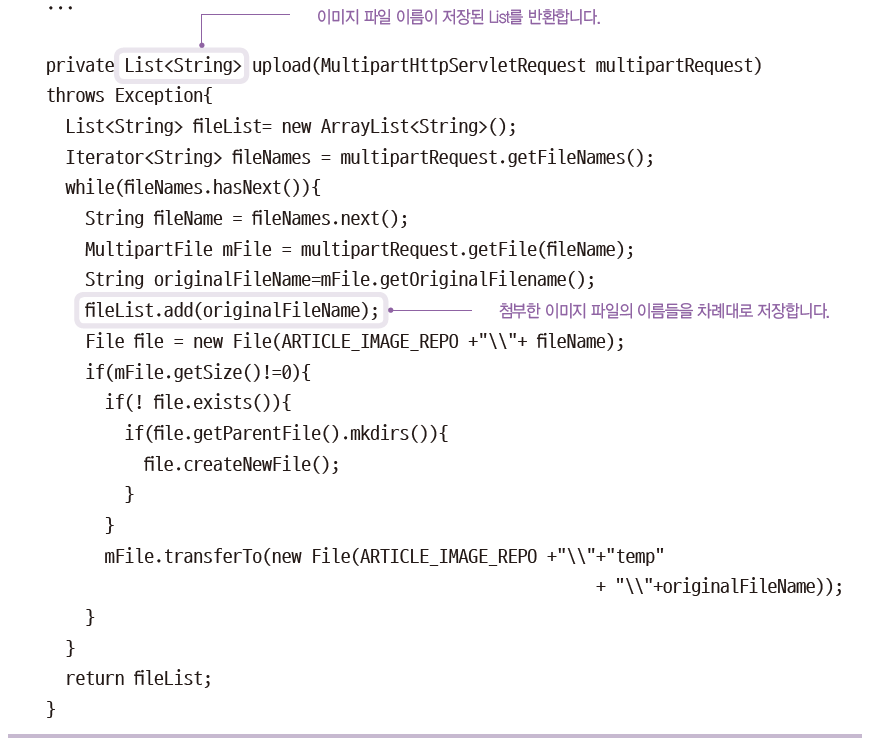 ...
이미지 파일 이름이 저장된 List를 반환합니다.
private List<String> upload(MultipartHttpServletRequest multipartRequest)
throws Exception{
  List<String> fileList= new ArrayList<String>();
  Iterator<String> fileNames = multipartRequest.getFileNames();
  while(fileNames.hasNext()){
    String fileName = fileNames.next();
    MultipartFile mFile = multipartRequest.getFile(fileName);
    String originalFileName=mFile.getOriginalFilename();
    fileList.add(originalFileName); 첨부한 이미지 파일의 이름들을 차례대로 저장합니다.
    File file = new File(ARTICLE_IMAGE_REPO +"\\"+ fileName);
    if(mFile.getSize()!=0){
      if(! file.exists()){
        if(file.getParentFile().mkdirs()){
          file.createNewFile();
        }
      }
      mFile.transferTo(new File(ARTICLE_IMAGE_REPO +"\\"+"temp"
                                                        + "\\"+originalFileName));
    }
  }
  return fileList;
}